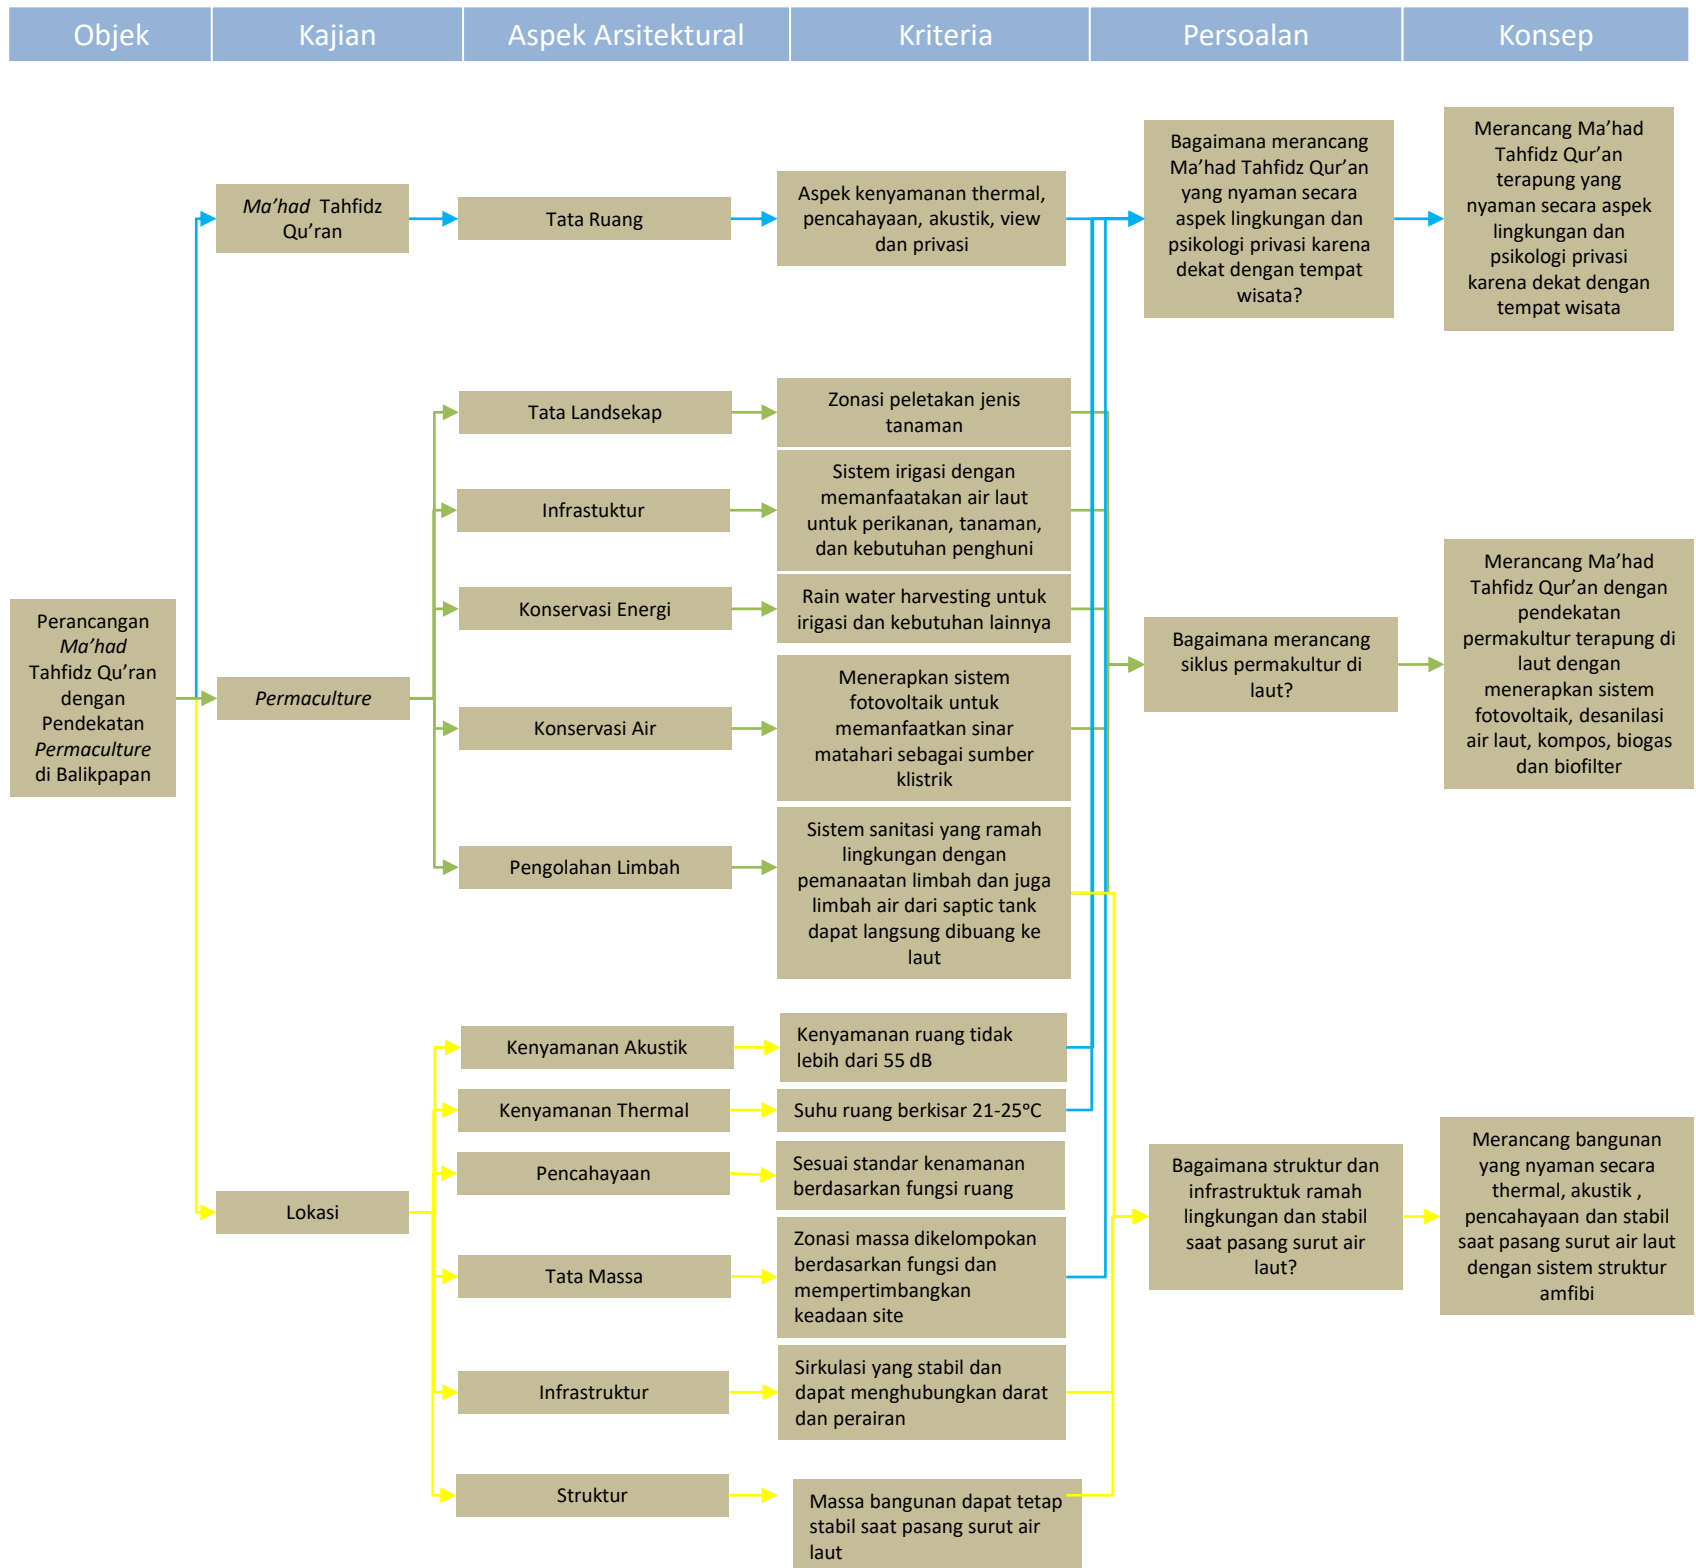 Objek
Kajian
Aspek Arsitektural
Kriteria
Persoalan
Konsep
Perancangan
Ma’had
Tahfidz Qu’ran
dengan
Pendekatan
Permaculture
di Balikpapan
Ma’had Tahfidz
Qu’ran
Tata Ruang
Aspek kenyamanan thermal,
pencahayaan, akustik, view
dan privasi
Bagaimana merancang
Ma’had Tahfidz Qur’an
yang nyaman secara
aspek lingkungan dan
psikologi privasi karena
dekat dengan tempat
wisata?
Merancang Ma’had
Tahfidz Qur’an
terapung yang
nyaman secara aspek
lingkungan dan
psikologi privasi
karena dekat dengan
tempat wisata
Permaculture
Tata Landsekap
Zonasi peletakan jenis
tanaman
Infrastuktur
Sistem irigasi dengan
memanfaatakan air laut
untuk perikanan, tanaman,
dan kebutuhan penghuni
Konservasi Energi
Rain water harvesting untuk
irigasi dan kebutuhan lainnya
Konservasi Air
Menerapkan sistem
fotovoltaik untuk
memanfaatkan sinar
matahari sebagai sumber
klistrik
Pengolahan Limbah
Sistem sanitasi yang ramah
lingkungan dengan
pemanaatan limbah dan juga
limbah air dari saptic tank
dapat langsung dibuang ke
laut
Bagaimana merancang
siklus permakultur di
laut?
Merancang Ma’had
Tahfidz Qur’an dengan
pendekatan
permakultur terapung di
laut dengan
menerapkan sistem
fotovoltaik, desanilasi
air laut, kompos, biogas
dan biofilter
Lokasi
Kenyamanan Akustik
Kenyamanan ruang tidak
lebih dari 55 dB
Kenyamanan Thermal
Suhu ruang berkisar 21-25°C
Pencahayaan
Sesuai standar kenamanan
berdasarkan fungsi ruang
Tata Massa
Zonasi massa dikelompokan
berdasarkan fungsi dan
mempertimbangkan
keadaan site
Infrastruktur
Sirkulasi yang stabil dan
dapat menghubungkan darat
dan perairan
Struktur
Massa bangunan dapat tetap
stabil saat pasang surut air
laut
Bagaimana struktur dan
infrastruktuk ramah
lingkungan dan stabil
saat pasang surut air
laut?
Merancang bangunan
yang nyaman secara
thermal, akustik ,
pencahayaan dan stabil
saat pasang surut air laut
dengan sistem struktur
amfibi